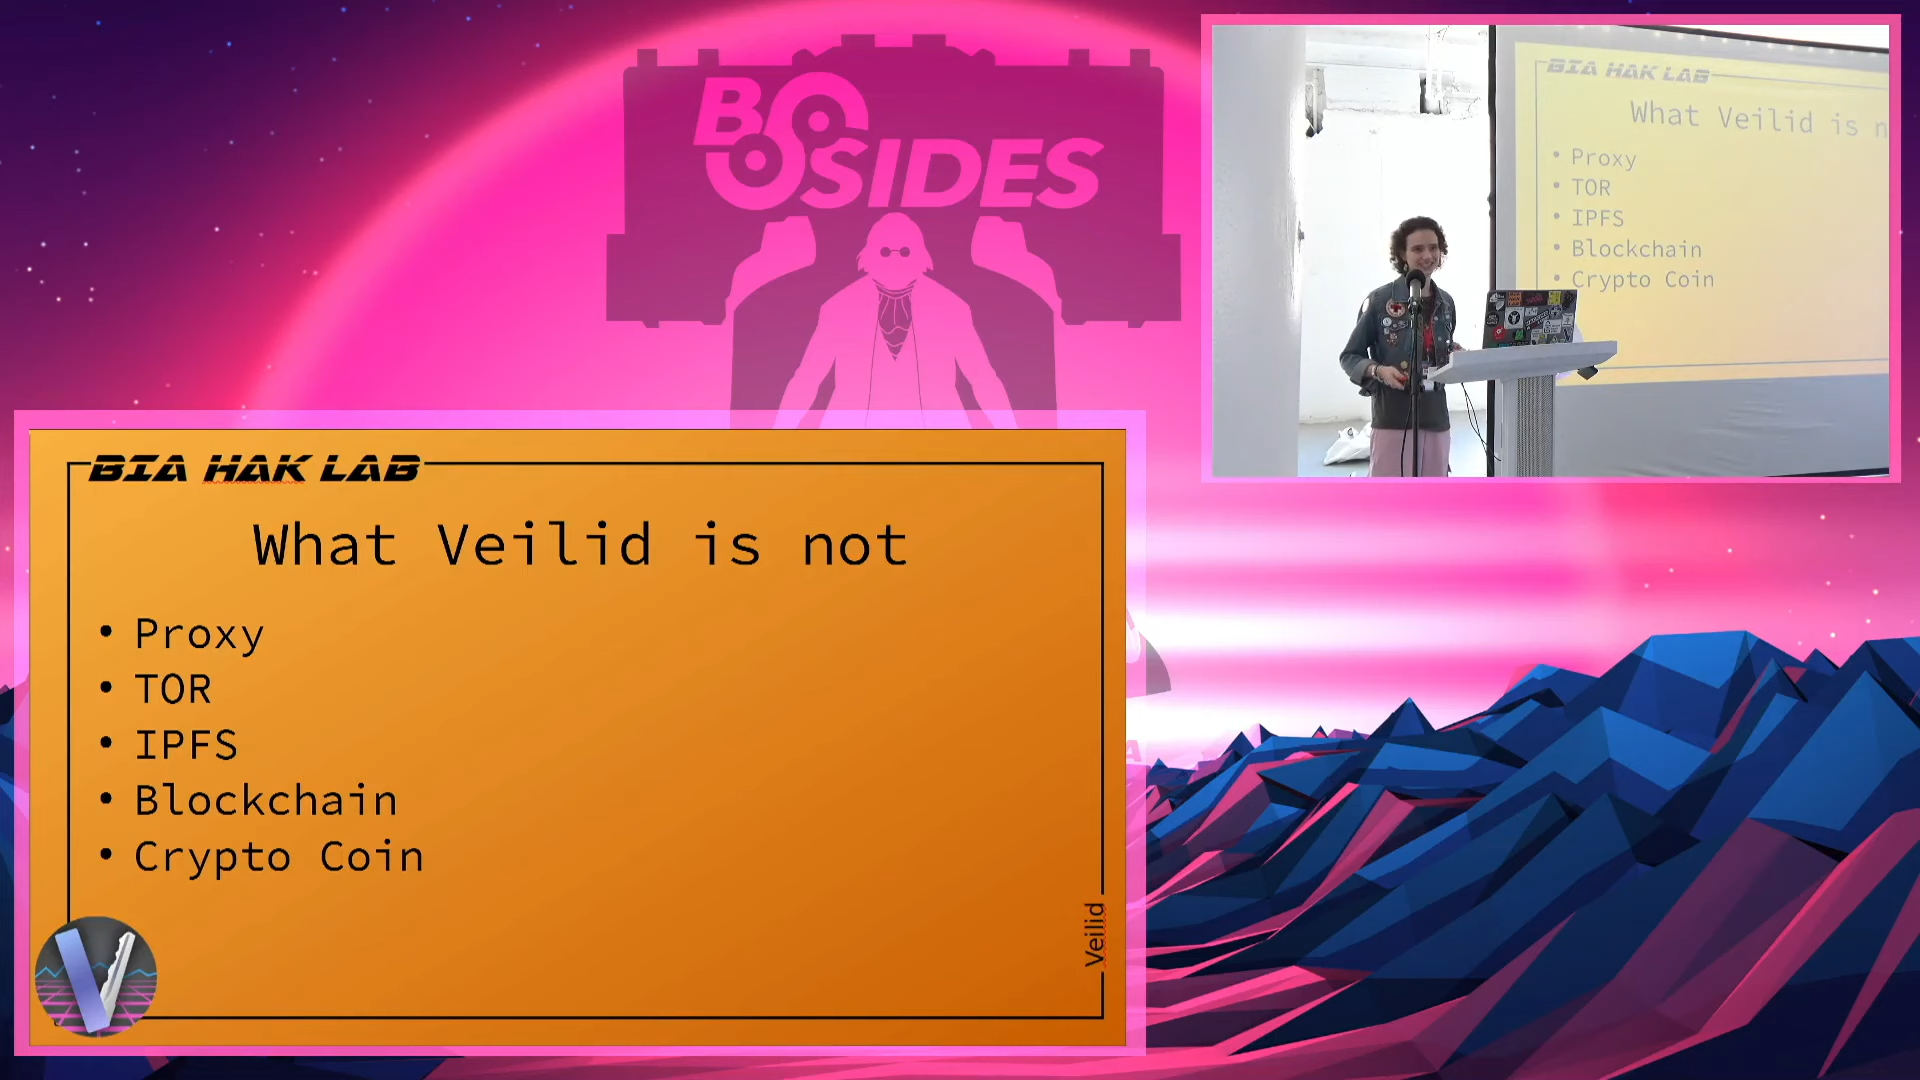 BSIDES
BIA HAK LAB
What Veilid is n
• Proxy
• TOR
• IPFS
• Blockchain
• Crypto Coin
BIA HAK LAB
What Veilid is not
• Proxy
• TOR
• IPFS
• Blockchain
• Crypto Coin
Veilid